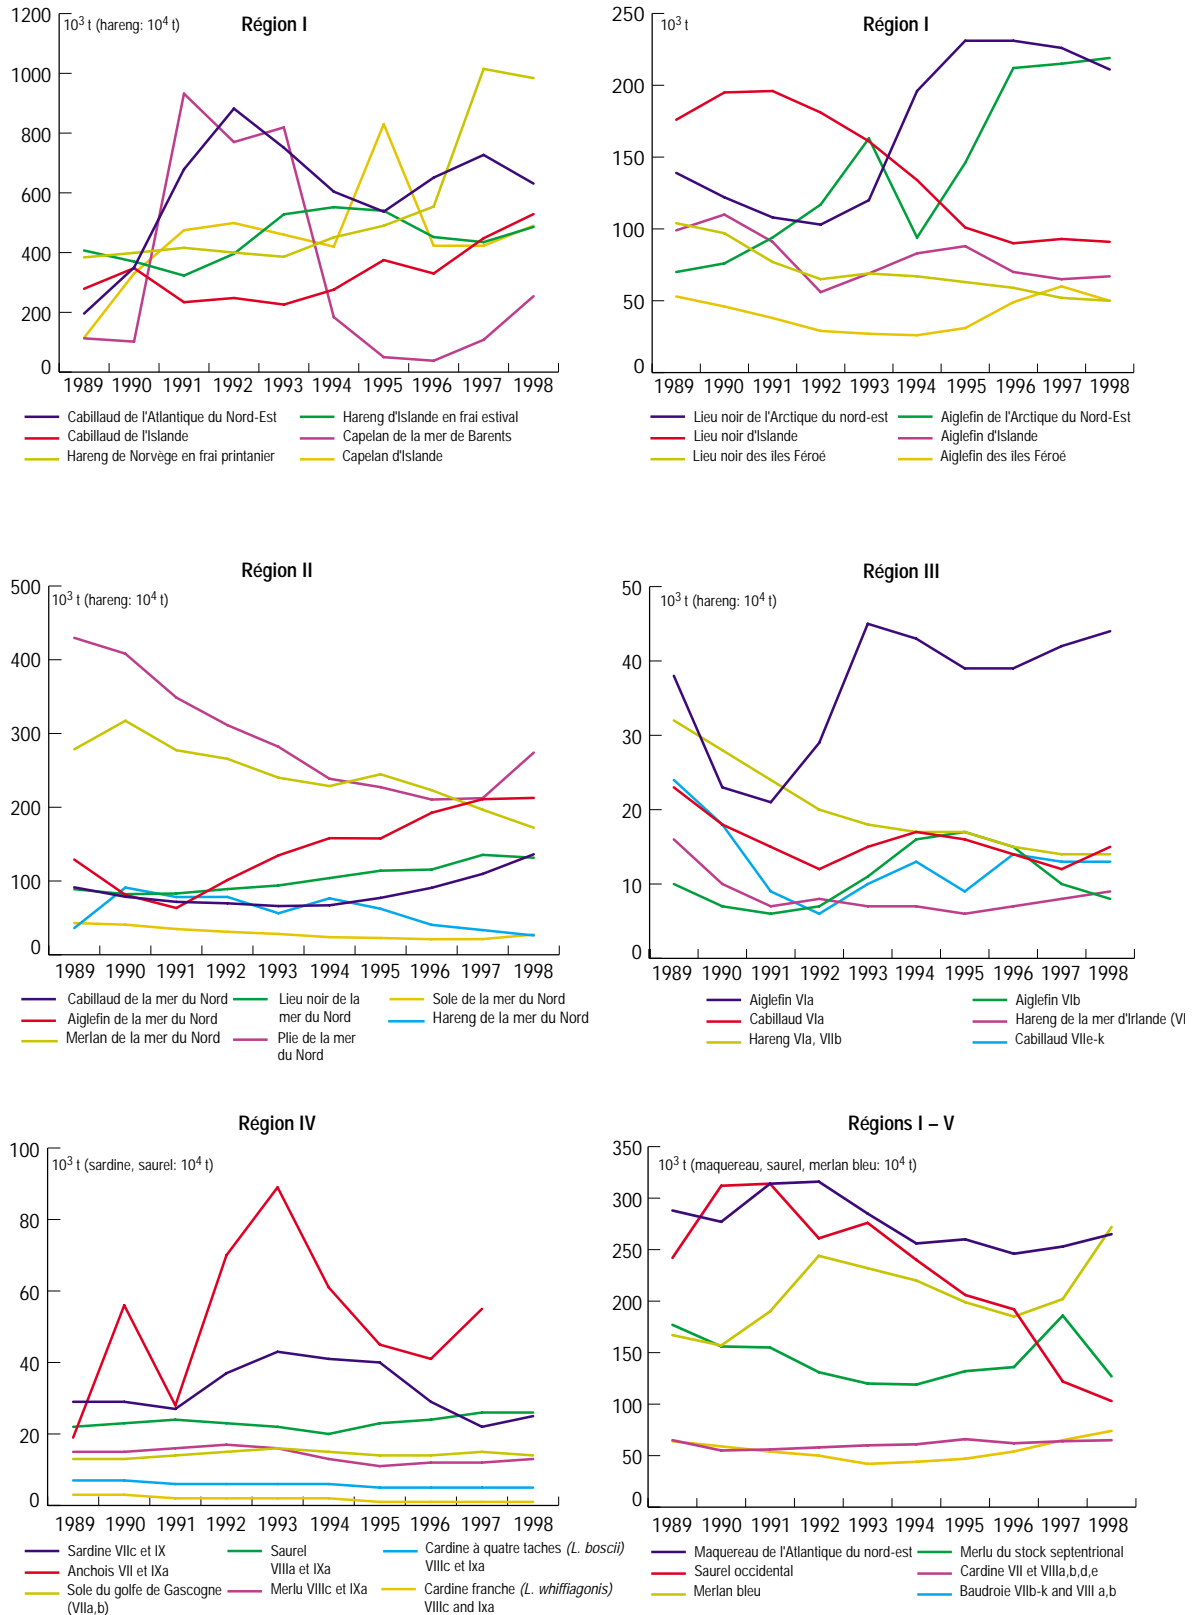 Région I
10³ t (hareng: 10⁴ t)
1200
1000
800
600
400
200
0
1989 1990 1991 1992 1993 1994 1995 1996 1997 1998
Cabillaud de l'Atlantique du Nord-Est
Cabillaud de l'Islande
Hareng de Norvège en frai printanier
Hareng d'Islande en frai estival
Capelan de la mer de Barents
Capelan d'Islande
Région I
10³ t
250
200
150
100
50
0
1989 1990 1991 1992 1993 1994 1995 1996 1997 1998
Lieu noir de l'Arctique du nord-est
Lieu noir d'Islande
Lieu noir des îles Féroé
Aiglefin de l'Arctique du Nord-Est
Aiglefin d'Islande
Aiglefin des îles Féroé
Région II
10³ t (hareng: 10⁴ t)
500
400
300
200
100
0
1989 1990 1991 1992 1993 1994 1995 1996 1997 1998
Cabillaud de la mer du Nord
Aiglefin de la mer du Nord
Merlan de la mer du Nord
Lieu noir de la
mer du Nord
Plie de la mer
du Nord
Sole de la mer du Nord
Hareng de la mer du Nord
Région III
10³ t (hareng: 10⁴ t)
50
40
30
20
10
0
1989 1990 1991 1992 1993 1994 1995 1996 1997 1998
Aiglefin VIa
Cabillaud VIa
Hareng VIa, VIIb
Aiglefin VIb
Hareng de la mer d'Irlande
Cabillaud VIIe-k
Région IV
10³ t (sardine, saurel: 10⁴ t)
100
80
60
40
20
0
1989 1990 1991 1992 1993 1994 1995 1996 1997 1998
Sardine VIIc et IX
Anchois VII et IXa
Sole du golfe de Gascogne
(VIIa,b)
Saurel
VIIIa et IXa
Merlu VIIIc et IXa
Cardine à quatre taches (L. boscii)
VIIIc et Ixa
Cardine franche (L. whiffiagonis)
VIIIc and Ixa
Régions I – V
10³ t (maquereau, saurel, merlan bleu: 10⁴ t)
350
300
250
200
150
100
50
0
1989 1990 1991 1992 1993 1994 1995 1996 1997 1998
Maquereau de l'Atlantique du nord-est
Saurel occidental
Merlan bleu
Merlu du stock septentrional
Cardine VII et VIIIa,b,d,e
Baudroie VIIb-k and VIII a,b